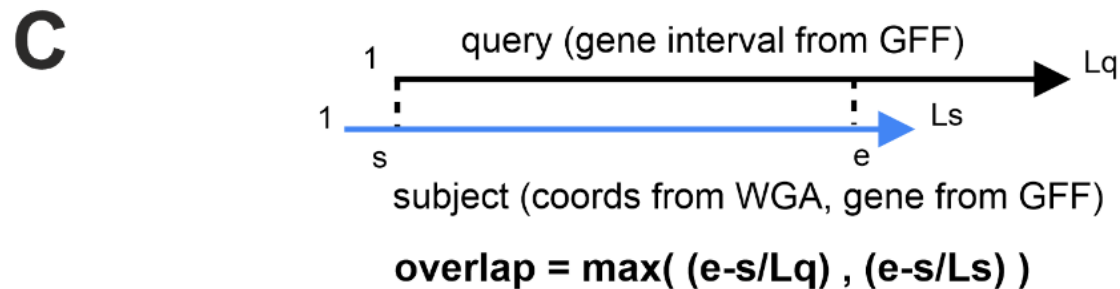 C
query (gene interval from GFF)
1
Lq
1
Ls
s
e
subject (coords from WGA, gene from GFF)
overlap = max( (e-s/Lq) , (e-s/Ls) )